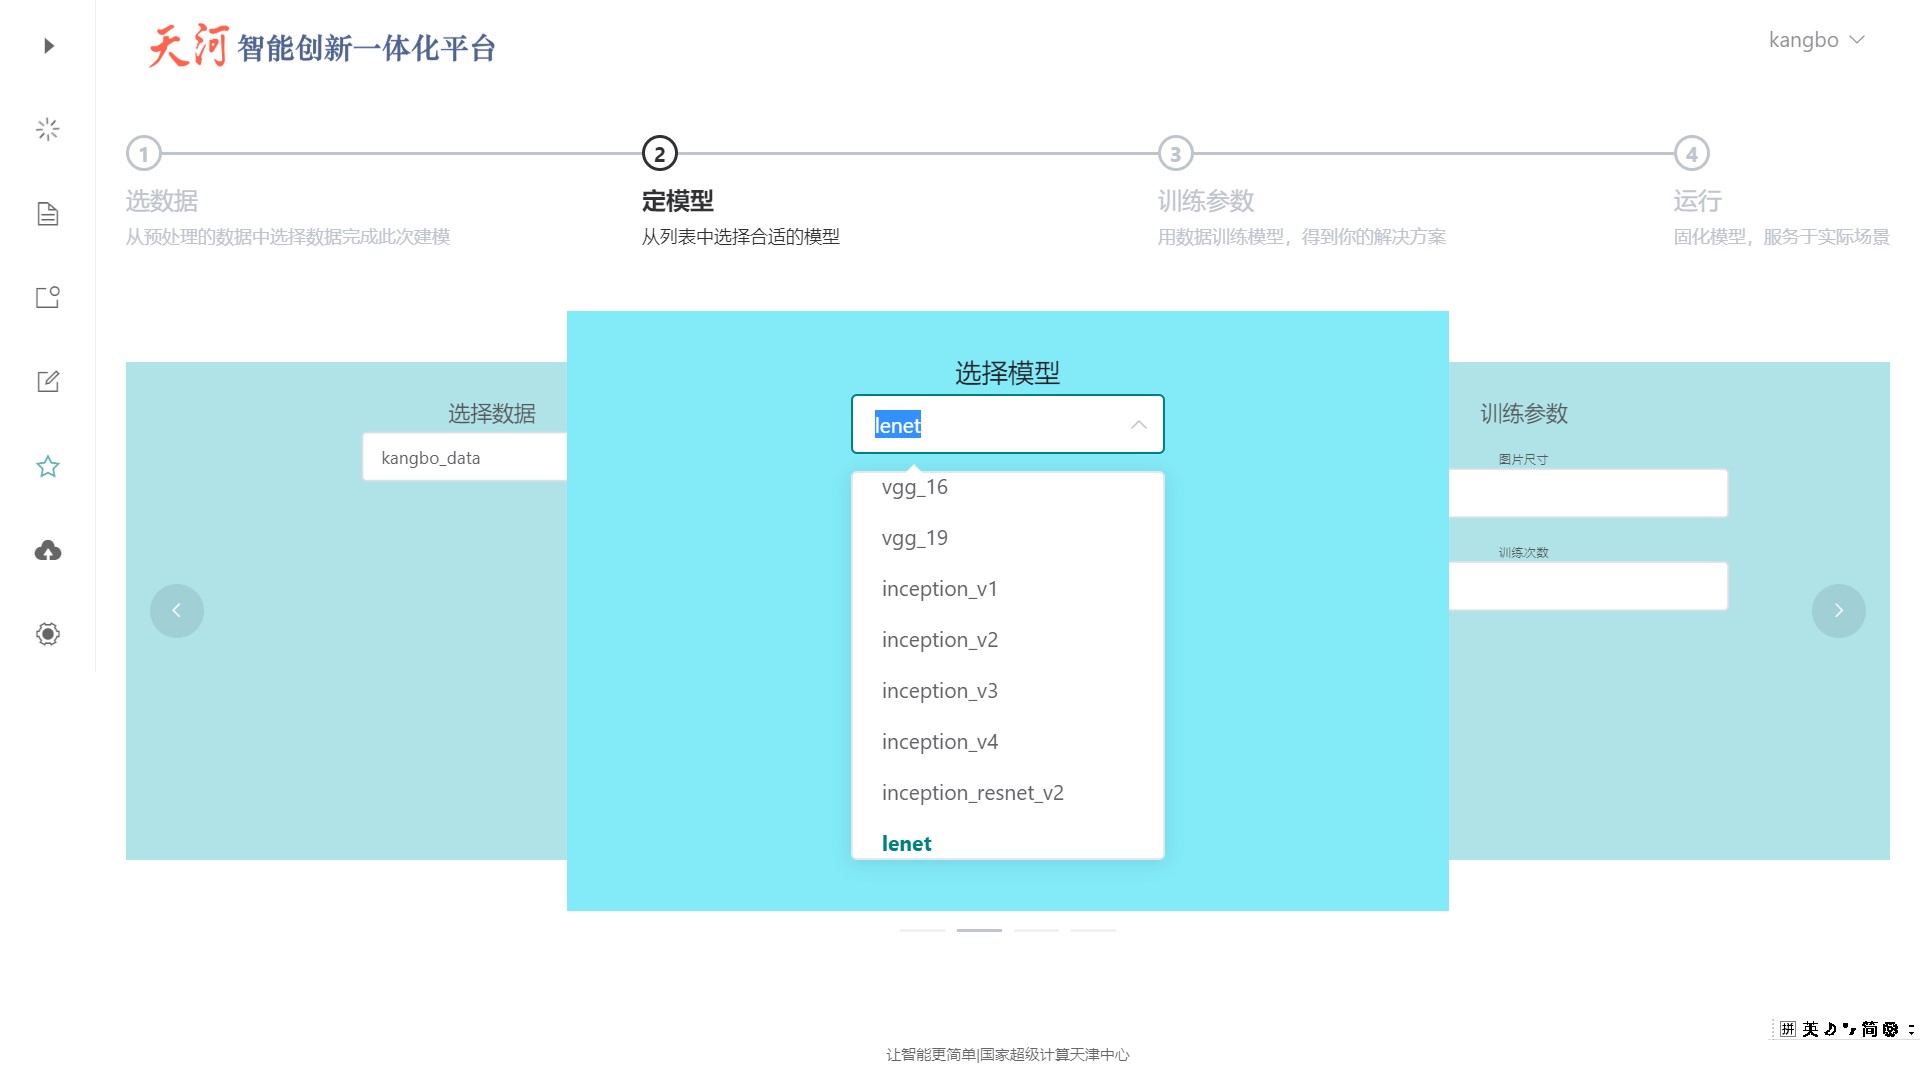 天河 智能创新一体化平台
kangbo
1
2
3
4
选数据
定模型
训练参数
运行
从预处理的数据中选择数据完成此次建模
从列表中选择合适的模型
用数据训练模型，得到你的解决方案
固化模型，服务于实际场景
选择数据
kangbo_data
选择模型
lenet
vgg_16
vgg_19
inception_v1
inception_v2
inception_v3
inception_v4
inception_resnet_v2
lenet
训练参数
图片尺寸
训练次数
拼 英 简
让智能更简单|国家超级计算天津中心